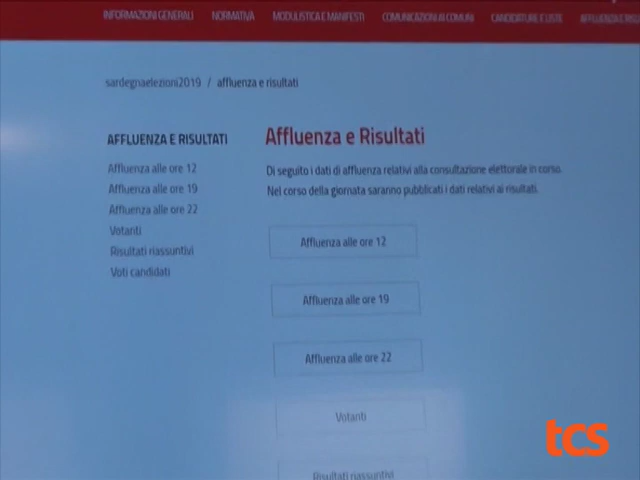 INFORMAZIONI GENERALI NORMATIVA MODULISTICA E MANIFESTI COMUNICAZIONI AI COMUNI CANDIDATURE E LISTE AFFLUENZA E
sardegnaelezioni2019 / affluenza e risultati
AFFLUENZA E RISULTATI
Affluenza alle ore 12
Affluenza alle ore 19
Affluenza alle ore 22
Votanti
Risultati riassuntivi
Voti candidati
Affluenza e Risultati
Di seguito i dati di affluenza relativi alla consultazione elettorale in corso.
Nel corso della giornata saranno pubblicati i dati relativi ai risultati.
Affluenza alle ore 12
Affluenza alle ore 19
Affluenza alle ore 22
Votanti
Risultati riassuntivi
tcs